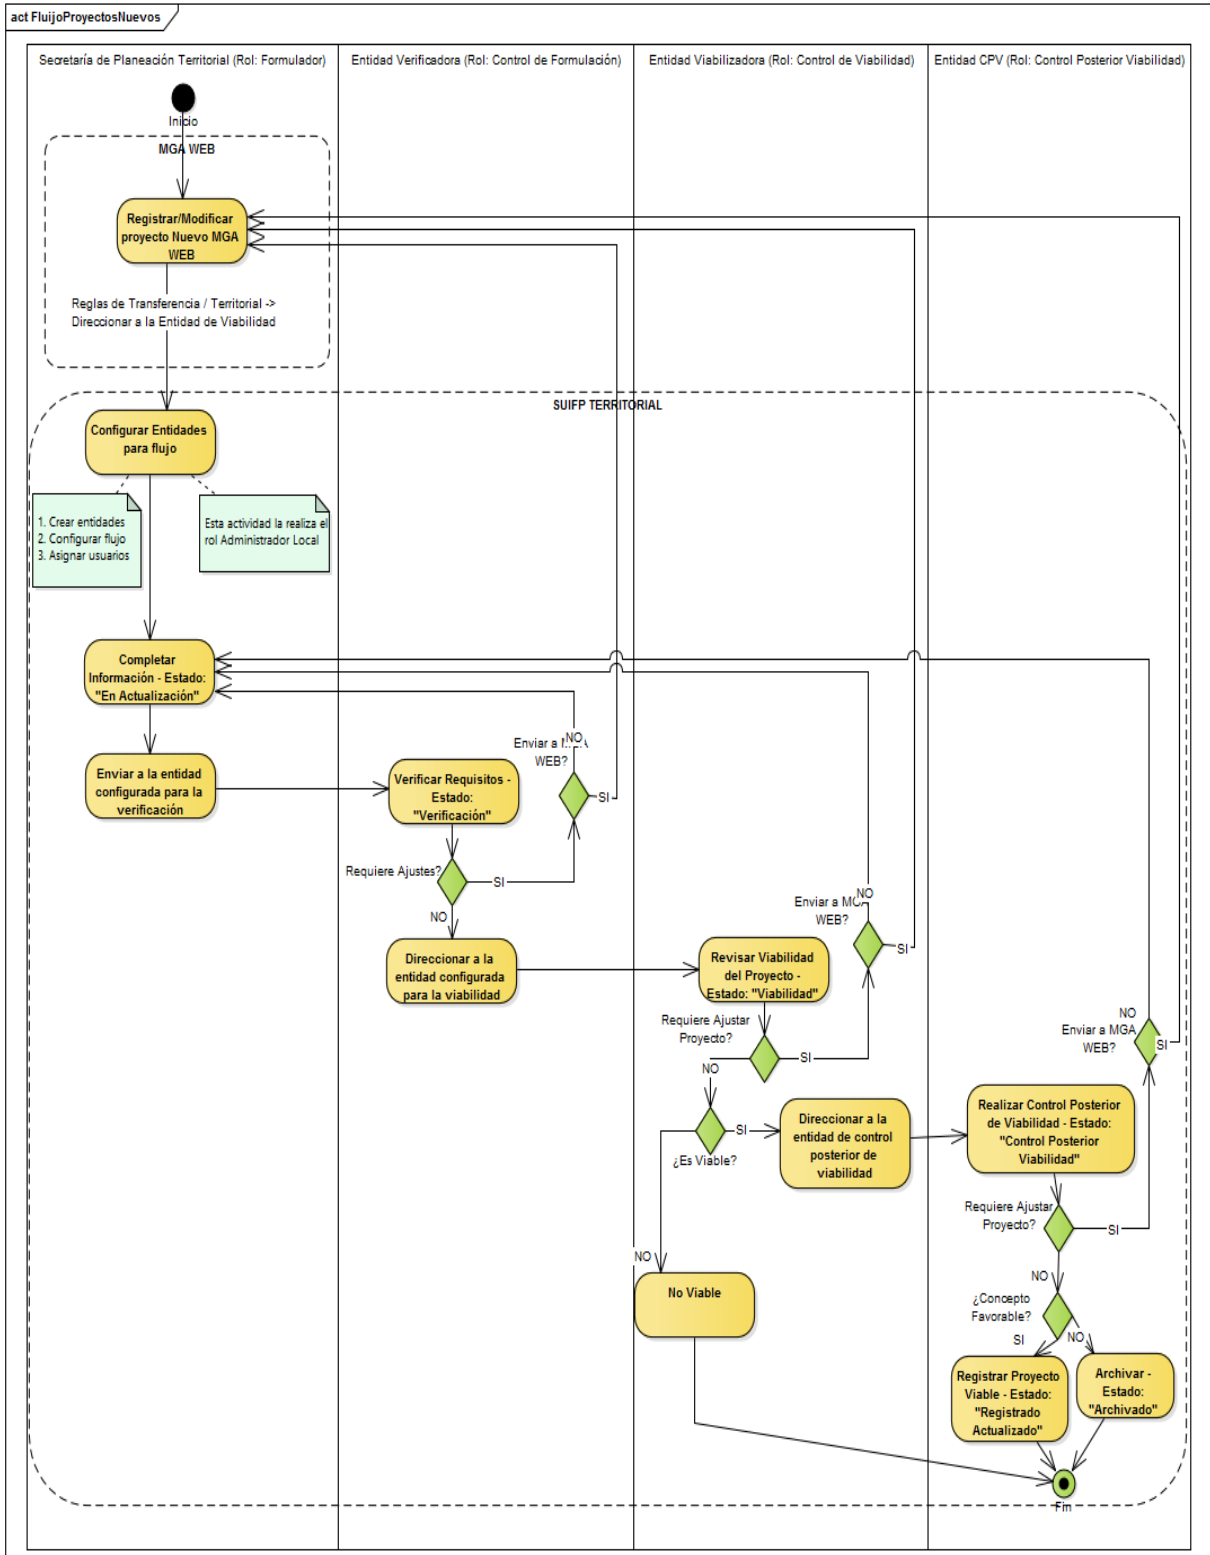 act FluijoProyectosNuevos
Secretaría de Planeación Territorial (Rol: Formulador)
Entidad Verificadora (Rol: Control de Formulación)
Entidad Viabilizadora (Rol: Control de Viabilidad)
Entidad CPV (Rol: Control Posterior Viabilidad)
Inicio
MGA WEB
Registrar/Modificar
proyecto Nuevo MGA
WEB
Reglas de Transferencia / Territorial ->
Direccionar a la Entidad de Viabilidad
SUIFP TERRITORIAL
Configurar Entidades
para flujo
1. Crear entidades
2. Configurar flujo
3. Asignar usuarios
Esta actividad la realiza el
rol Administrador Local
Completar
Información - Estado:
"En Actualización"
Enviar a la entidad
configurada para la
verificación
Verificar Requisitos -
Estado:
"Verificación"
Enviar a MGA
WEB?
NO
SI
Requiere Ajustes?
SI
NO
Direccionar a la
entidad configurada
para la viabilidad
Revisar Viabilidad
del Proyecto -
Estado: "Viabilidad"
Enviar a MGA
WEB?
NO
SI
Requiere Ajustar
Proyecto?
SI
NO
¿Es Viable?
SI
NO
Direccionar a la
entidad de control
posterior de
viabilidad
No Viable
Realizar Control Posterior
de Viabilidad - Estado:
"Control Posterior
Viabilidad"
NO
Enviar a MGA
WEB?
SI
Requiere Ajustar
Proyecto?
SI
NO
¿Concepto
Favorable?
SI
NO
Registrar Proyecto
Viable - Estado:
"Registrado
Actualizado"
Archivar -
Estado:
"Archivado"
Fin